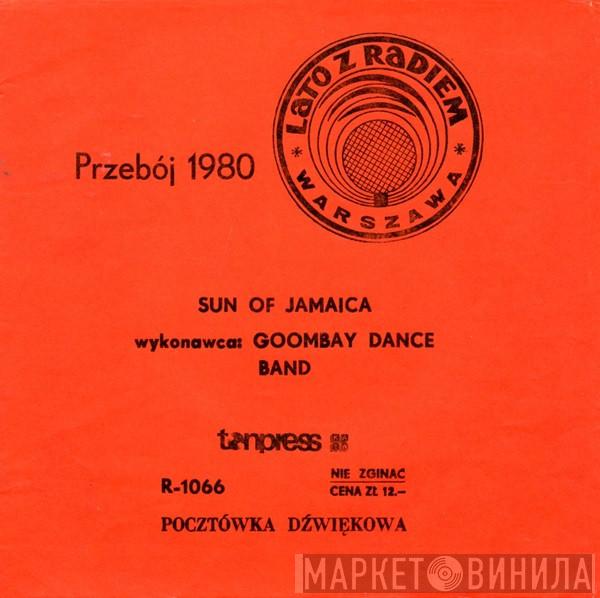 LATO Z RADIEM
* WARSZAWA *
Przebój 1980
SUN OF JAMAICA
wykonawca: GOOMBAY DANCE
BAND
tonpress
R-1066
NIE ZGINAĆ
CENA ZŁ 12.—
POCZTÓWKA DŹWIĘKOWA
МАРКЕТ ВИНИЛА